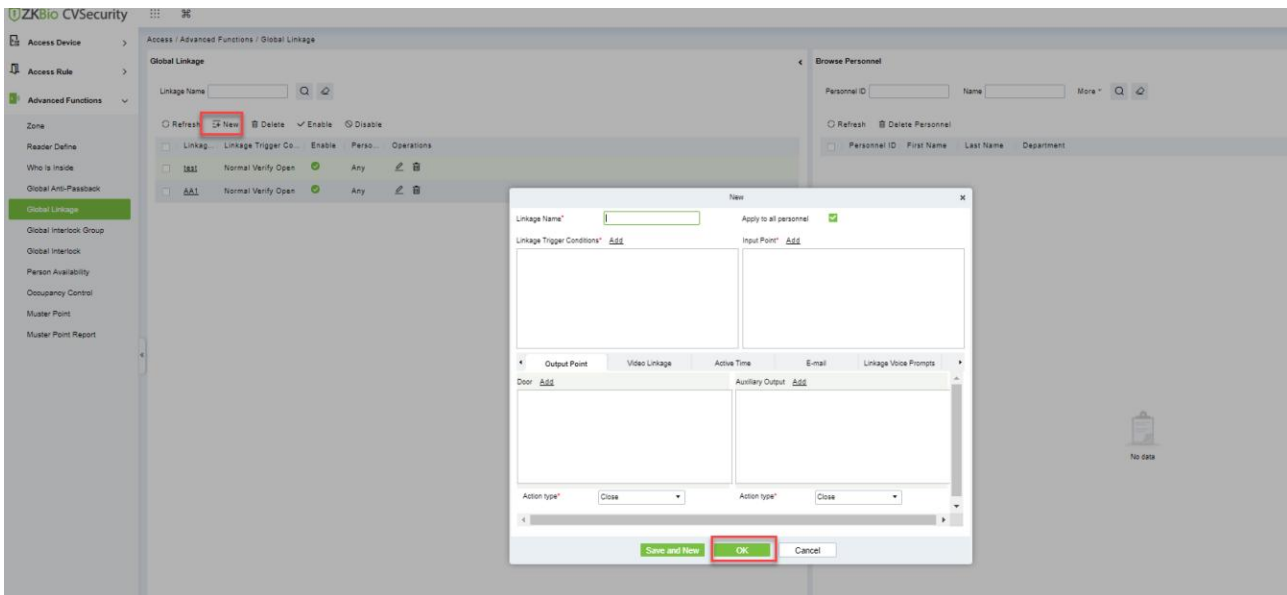 ZKBio CVSecurity
Access Device
Access Rule
Advanced Functions
Zone
Reader Define
Who Is Inside
Global Anti-Passback
Global Linkage
Global Interlock Group
Global Interlock
Person Availability
Occupancy Control
Muster Point
Muster Point Report
Access / Advanced Functions / Global Linkage
Global Linkage
Linkage Name
Refresh New Delete Enable Disable
Linkag... Linkage Trigger Co... Enable Perso... Operations
test Normal Verify Open Any
AA1 Normal Verify Open Any
Browse Personnel
Personnel ID Name More
Refresh Delete Personnel
Personnel ID First Name Last Name Department
No data
New
Linkage Name* Apply to all personnel
Linkage Trigger Conditions* Add Input Point* Add
Output Point Video Linkage Active Time E-mail Linkage Voice Prompts
Door Add Auxiliary Output Add
Action type* Close Action type* Close
Save and New OK Cancel